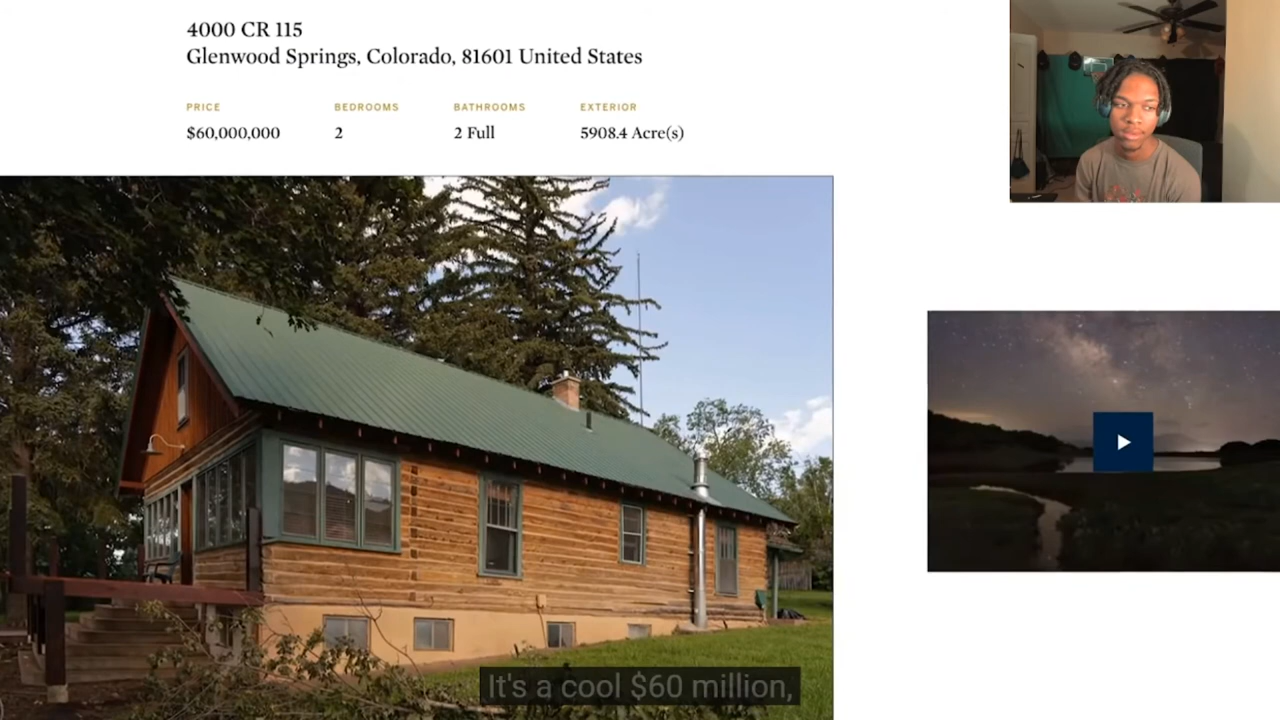 4000 CR 115
Glenwood Springs, Colorado, 81601 United States
PRICE BEDROOMS BATHROOMS EXTERIOR
$60,000,000 2 2 Full 5908.4 Acre(s)
It's a cool $60 million,